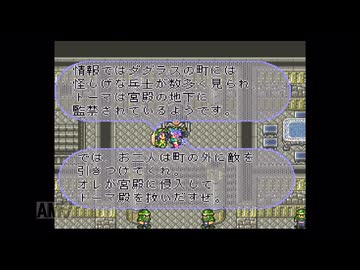 情報ではダグラスの町には
怪しげな兵士が数多く見られ
トーマは宮殿の地下に
監禁されているようです。
では お二人は町の外に敵を
引きつけてくれ。
オレが宮殿に侵入して
トーマ殿を救いだすぜ。